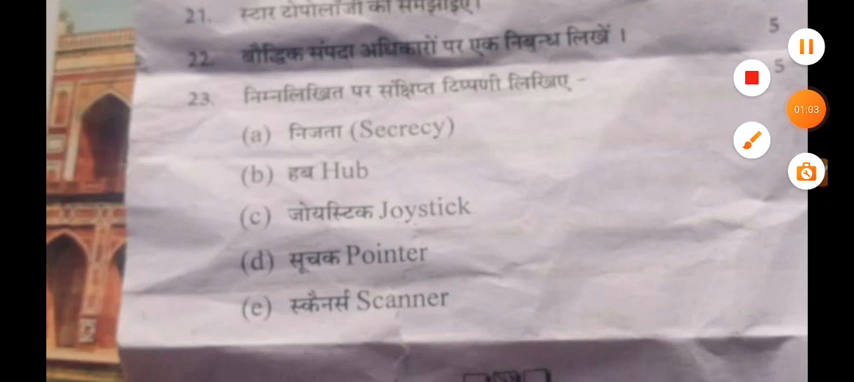 21. स्टार टोपोलॉजी को समझाइए।
22. बौद्धिक संपदा अधिकारों पर एक निबन्ध लिखें । 5
23. निम्नलिखित पर संक्षिप्त टिप्पणी लिखिए – 5
(a) निजता (Secrecy)
(b) हब Hub
(c) जोयस्टिक Joystick
(d) सूचक Pointer
(e) स्कैनर्स Scanner
01:03